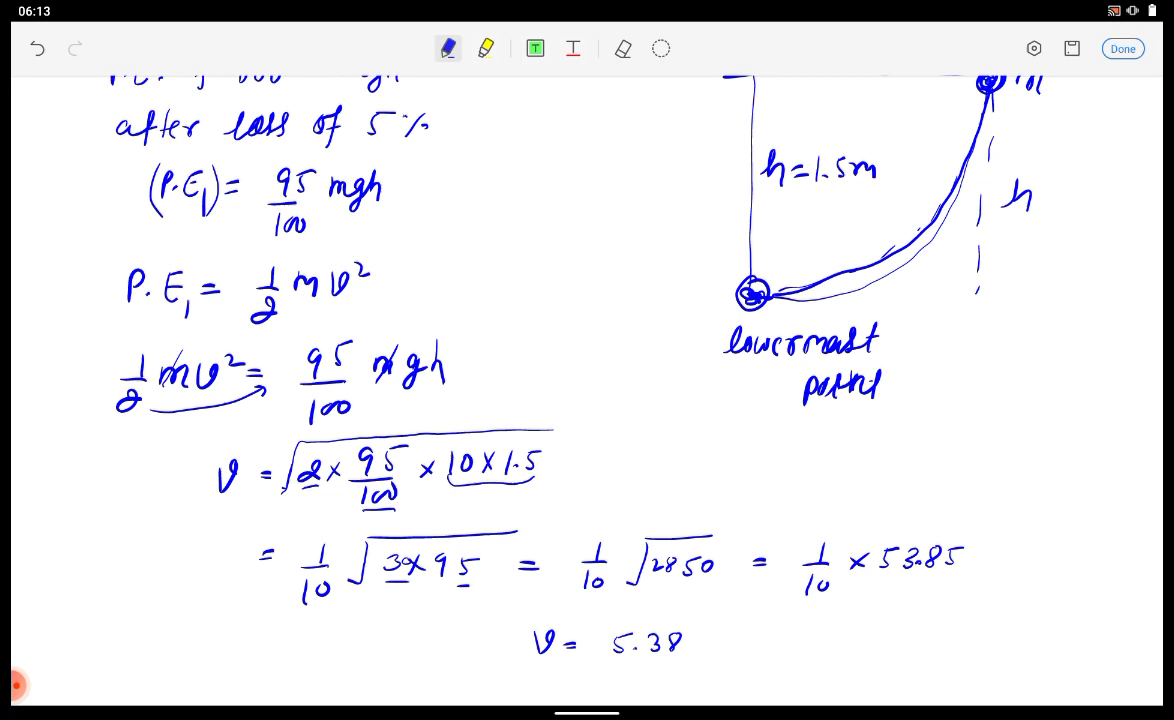 06:13
Done
after loss of 5 %
(P.E₁) = 95/100 mgh
P.E₁ = 1/2 m v²
1/2 mv² = 95/100 mgh
v = √(2 × 95/100 × 10 × 1.5)
= 1/10 √(30×95) = 1/10 √2850 = 1/10 × 53.85
v = 5.38
m
h=1.5m
h
lowermast
point